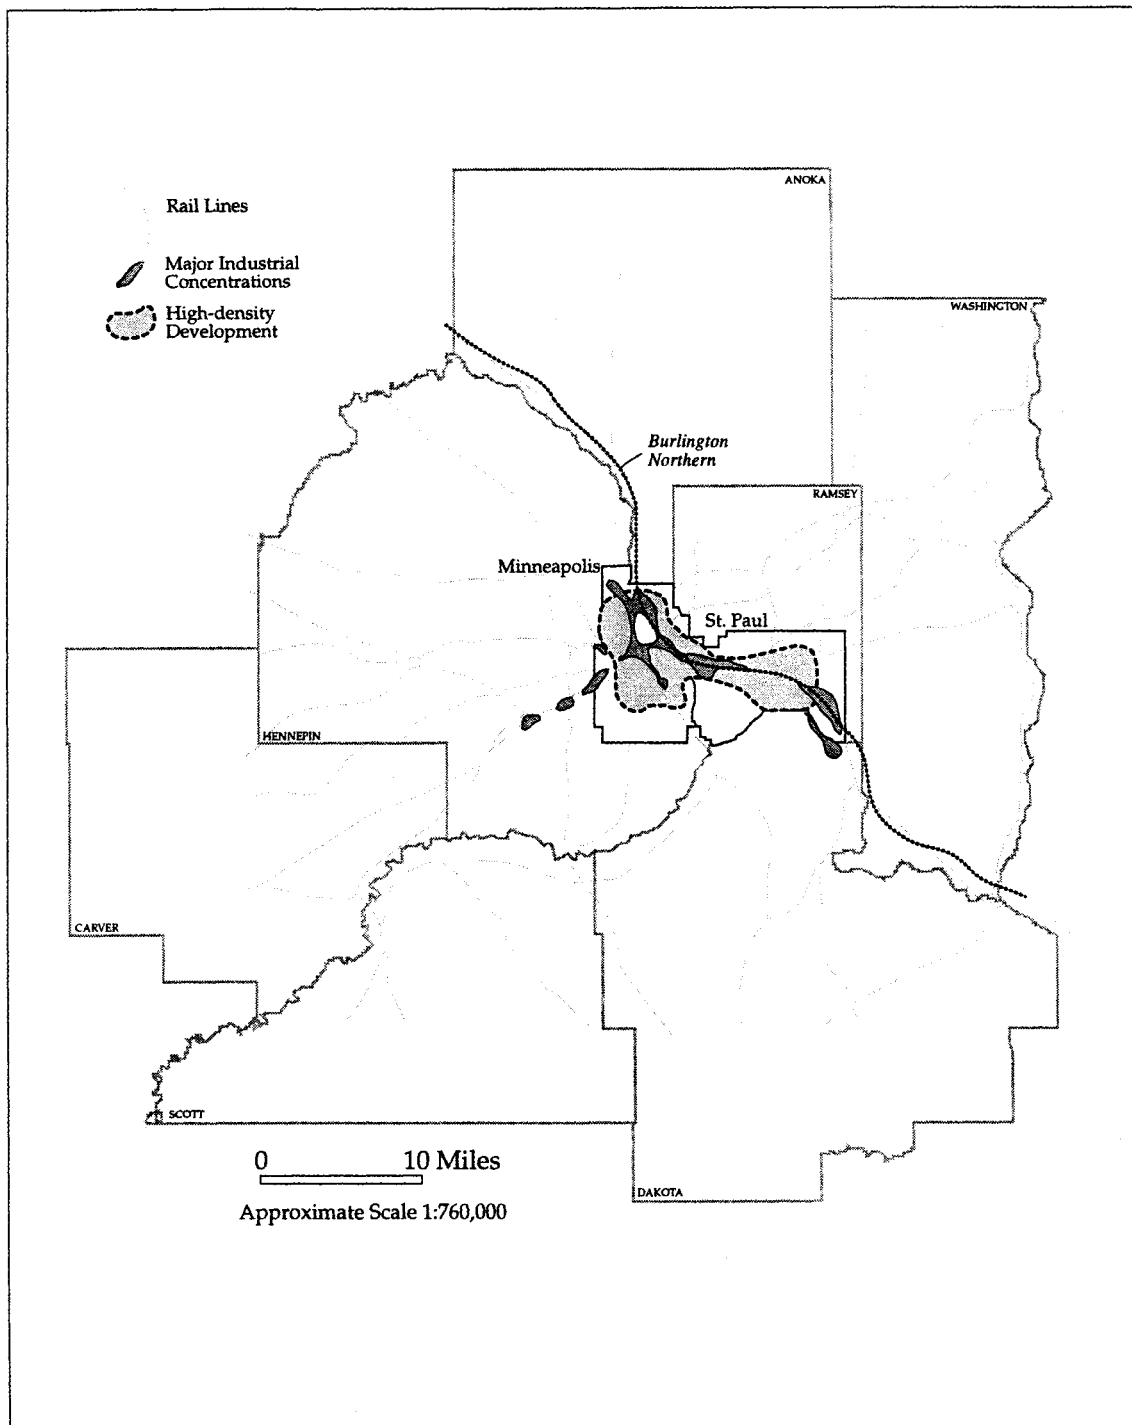 ANOKA
Rail Lines
Major Industrial
Concentrations
WASHINGTON
High-density
Development
Burlington
Northern
RAMSEY
Minneapolis
St. Paul
HENNEPIN
CARVER
SCOTT
0 10 Miles
DAKOTA
Approximate Scale 1:760,000